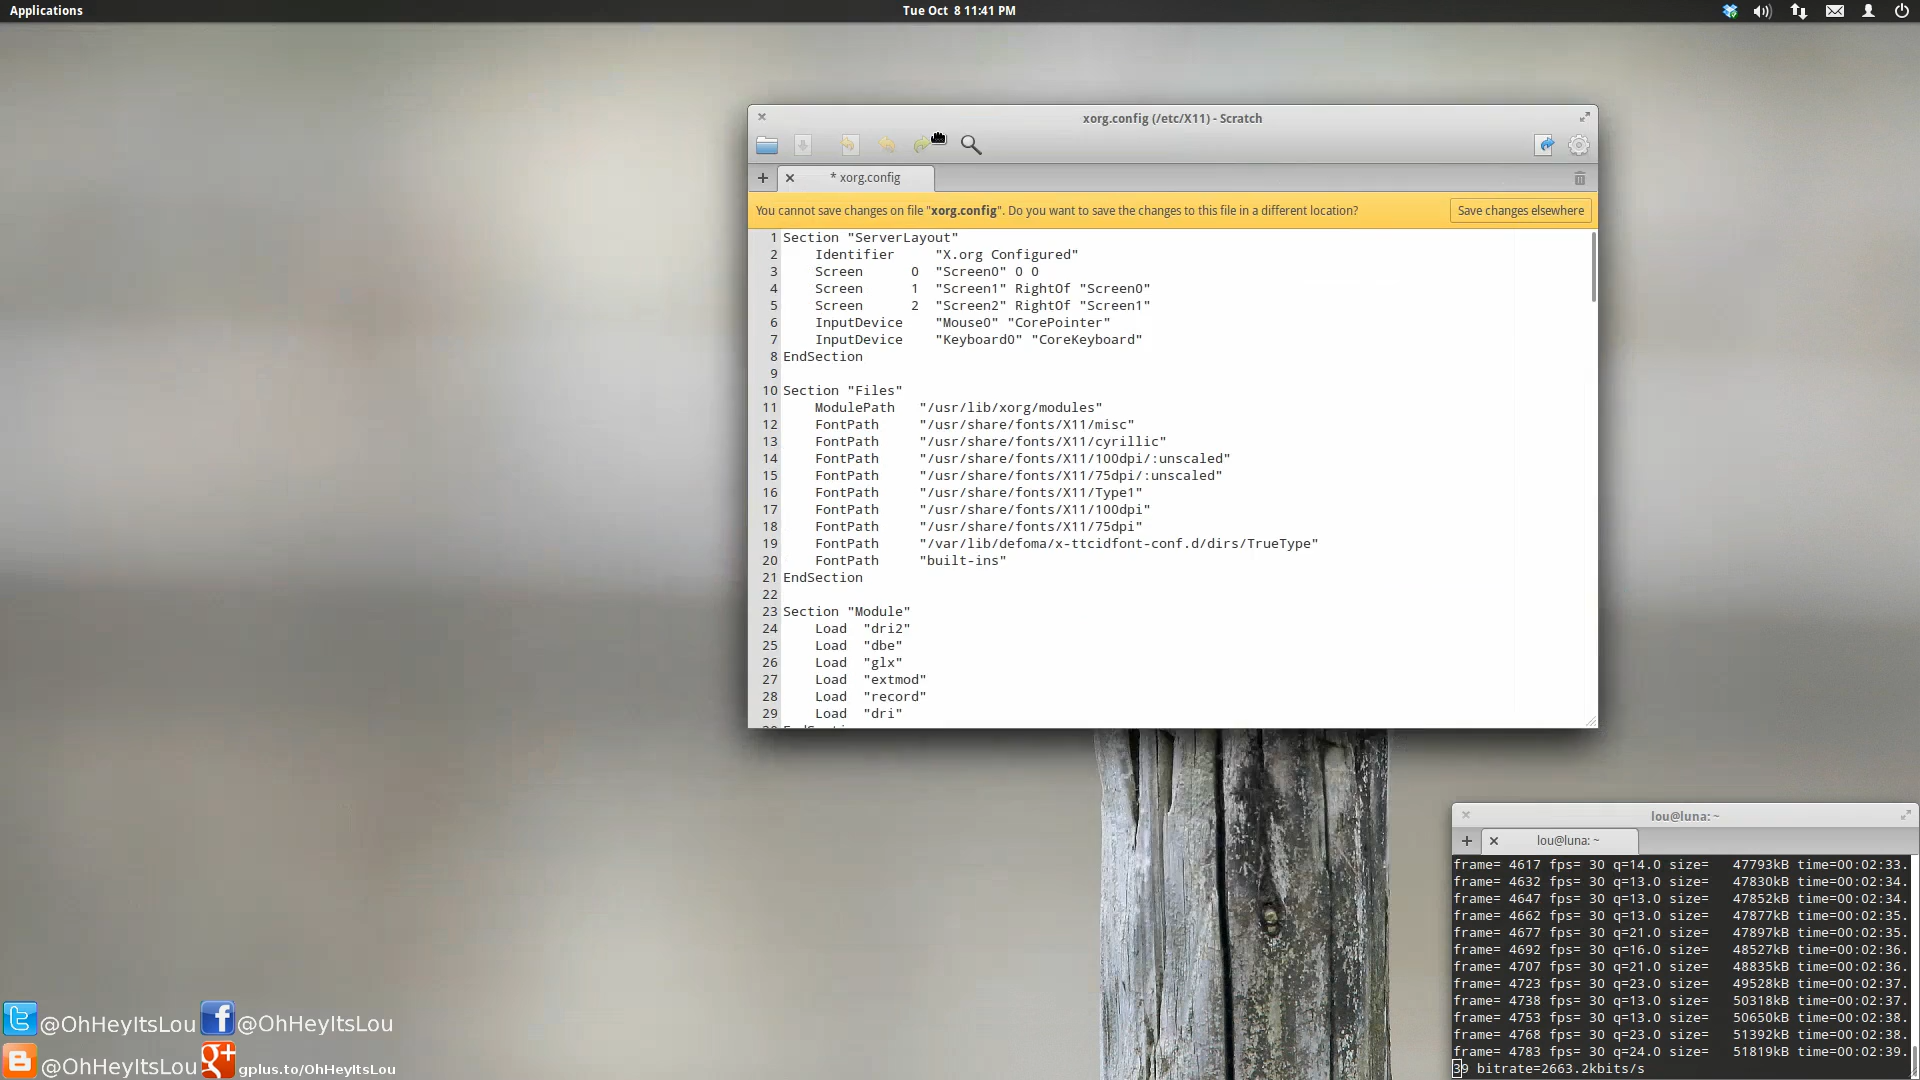 Applications
Tue Oct 8 11:41 PM
xorg.config (/etc/X11) - Scratch
* xorg.config
You cannot save changes on file "xorg.config". Do you want to save the changes to this file in a different location?
Save changes elsewhere
1 Section "ServerLayout"
2 Identifier "X.org Configured"
3 Screen 0 "Screen0" 0 0
4 Screen 1 "Screen1" RightOf "Screen0"
5 Screen 2 "Screen2" RightOf "Screen1"
6 InputDevice "Mouse0" "CorePointer"
7 InputDevice "Keyboard0" "CoreKeyboard"
8 EndSection
9
10 Section "Files"
11 ModulePath "/usr/lib/xorg/modules"
12 FontPath "/usr/share/fonts/X11/misc"
13 FontPath "/usr/share/fonts/X11/cyrillic"
14 FontPath "/usr/share/fonts/X11/100dpi/:unscaled"
15 FontPath "/usr/share/fonts/X11/75dpi/:unscaled"
16 FontPath "/usr/share/fonts/X11/Type1"
17 FontPath "/usr/share/fonts/X11/100dpi"
18 FontPath "/usr/share/fonts/X11/75dpi"
19 FontPath "/var/lib/defoma/x-ttcidfont-conf.d/dirs/TrueType"
20 FontPath "built-ins"
21 EndSection
22
23 Section "Module"
24 Load "dri2"
25 Load "dbe"
26 Load "glx"
27 Load "extmod"
28 Load "record"
29 Load "dri"
lou@luna: ~
lou@luna: ~
frame= 4617 fps= 30 q=14.0 size= 47793kB time=00:02:33.
frame= 4632 fps= 30 q=13.0 size= 47830kB time=00:02:34.
frame= 4647 fps= 30 q=13.0 size= 47852kB time=00:02:34.
frame= 4662 fps= 30 q=13.0 size= 47877kB time=00:02:35.
frame= 4677 fps= 30 q=21.0 size= 47897kB time=00:02:35.
frame= 4692 fps= 30 q=16.0 size= 48527kB time=00:02:36.
frame= 4707 fps= 30 q=21.0 size= 48835kB time=00:02:36.
frame= 4723 fps= 30 q=23.0 size= 49528kB time=00:02:37.
frame= 4738 fps= 30 q=13.0 size= 50318kB time=00:02:37.
frame= 4753 fps= 30 q=13.0 size= 50650kB time=00:02:38.
frame= 4768 fps= 30 q=23.0 size= 51392kB time=00:02:38.
frame= 4783 fps= 30 q=24.0 size= 51819kB time=00:02:39.
39 bitrate=2663.2kbits/s
@OhHeyItsLou @OhHeyItsLou
@OhHeyItsLou gplus.to/OhHeyItsLou